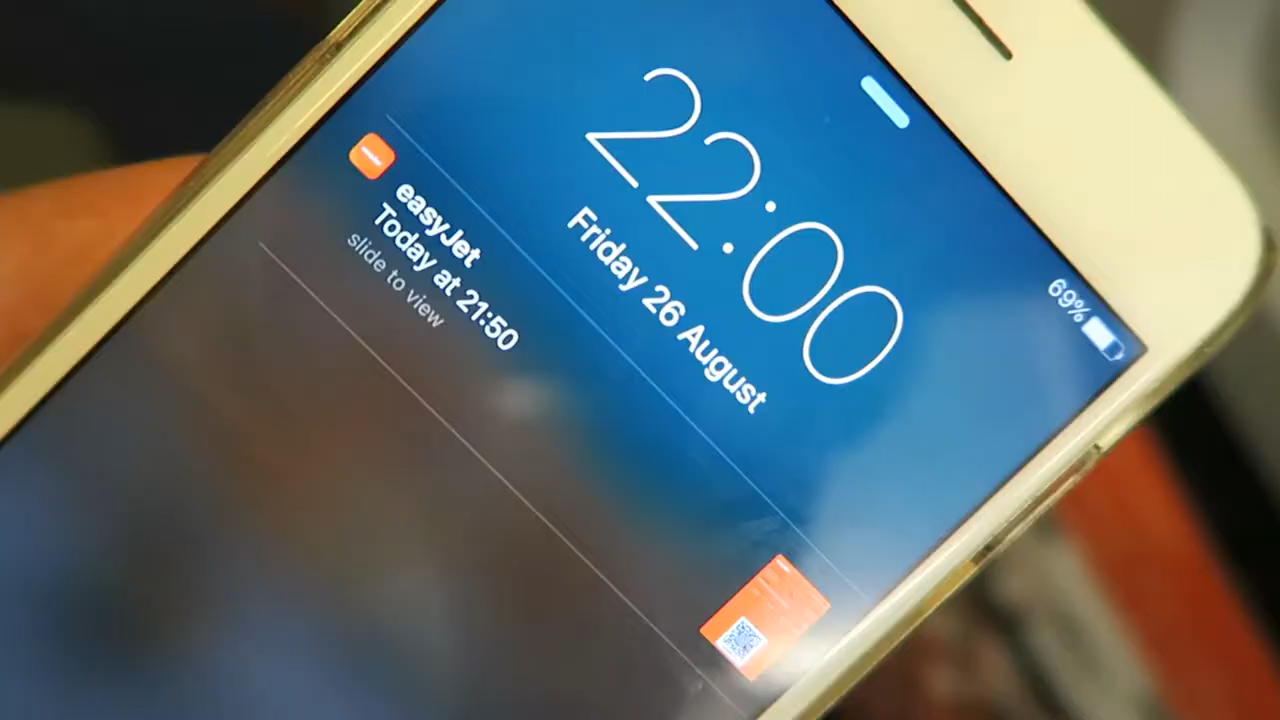 69%
22:00
Friday 26 August
easyJet
Today at 21:50
slide to view